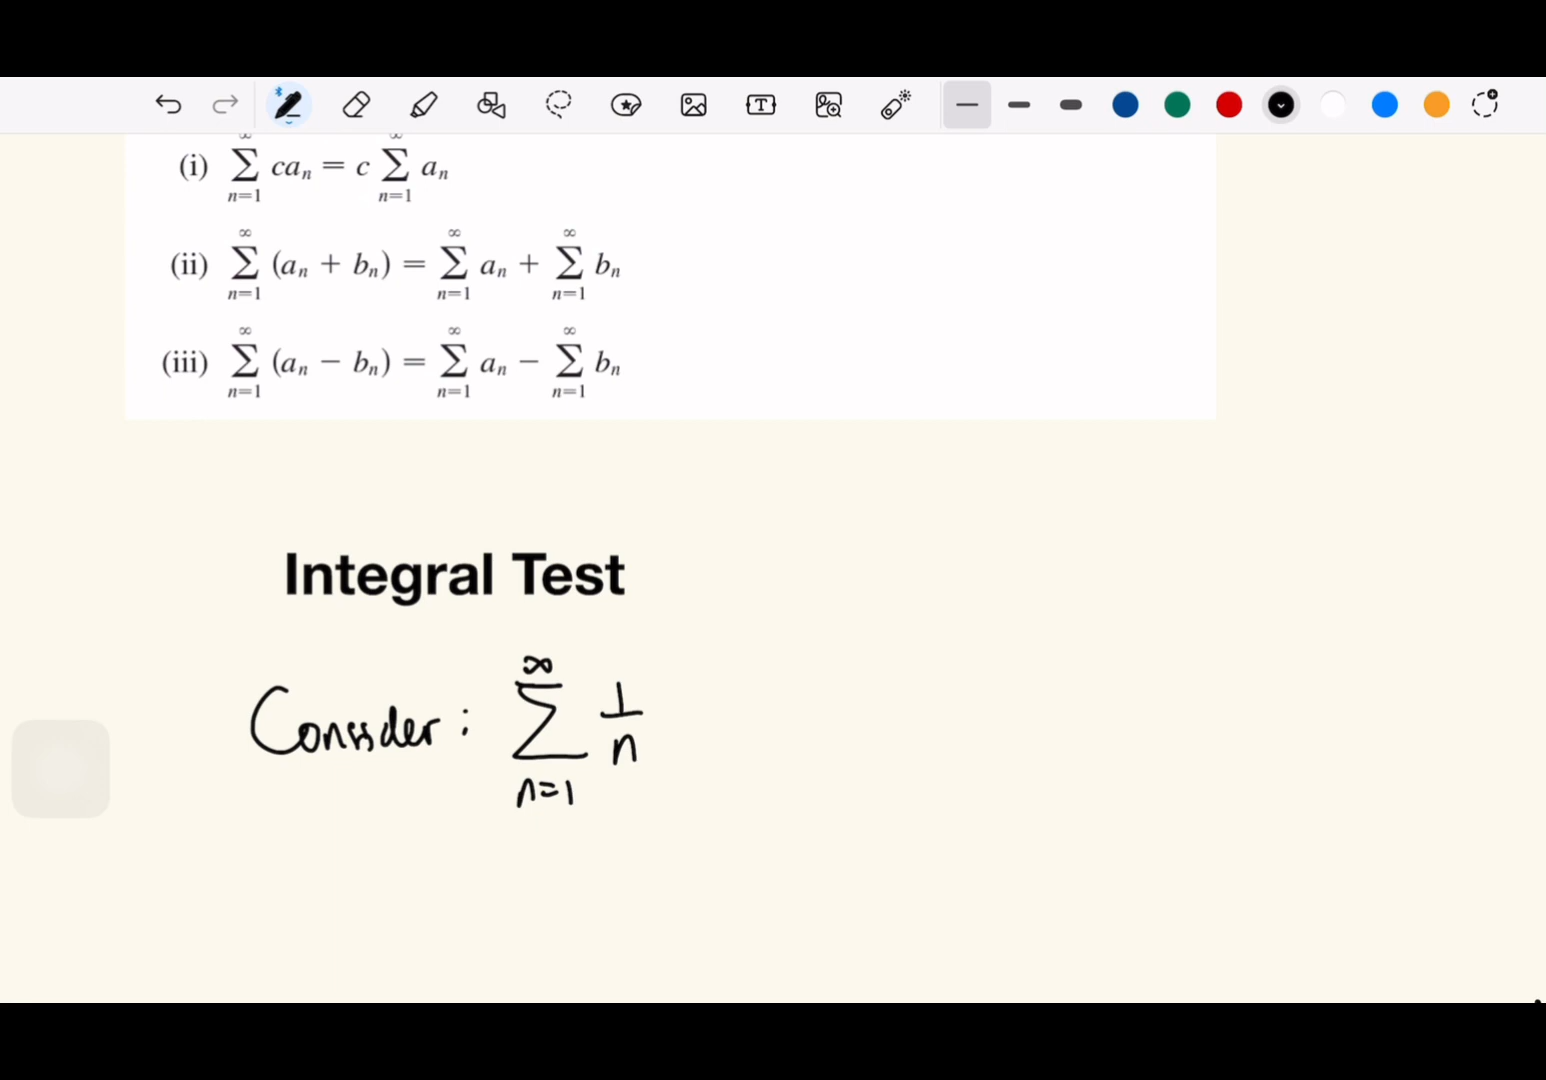 (i) ∑_{n=1}^{∞} ca_n = c ∑_{n=1}^{∞} a_n
(ii) ∑_{n=1}^{∞} (a_n + b_n) = ∑_{n=1}^{∞} a_n + ∑_{n=1}^{∞} b_n
(iii) ∑_{n=1}^{∞} (a_n − b_n) = ∑_{n=1}^{∞} a_n − ∑_{n=1}^{∞} b_n
Integral Test
Consider: ∑_{n=1}^{∞} 1/n